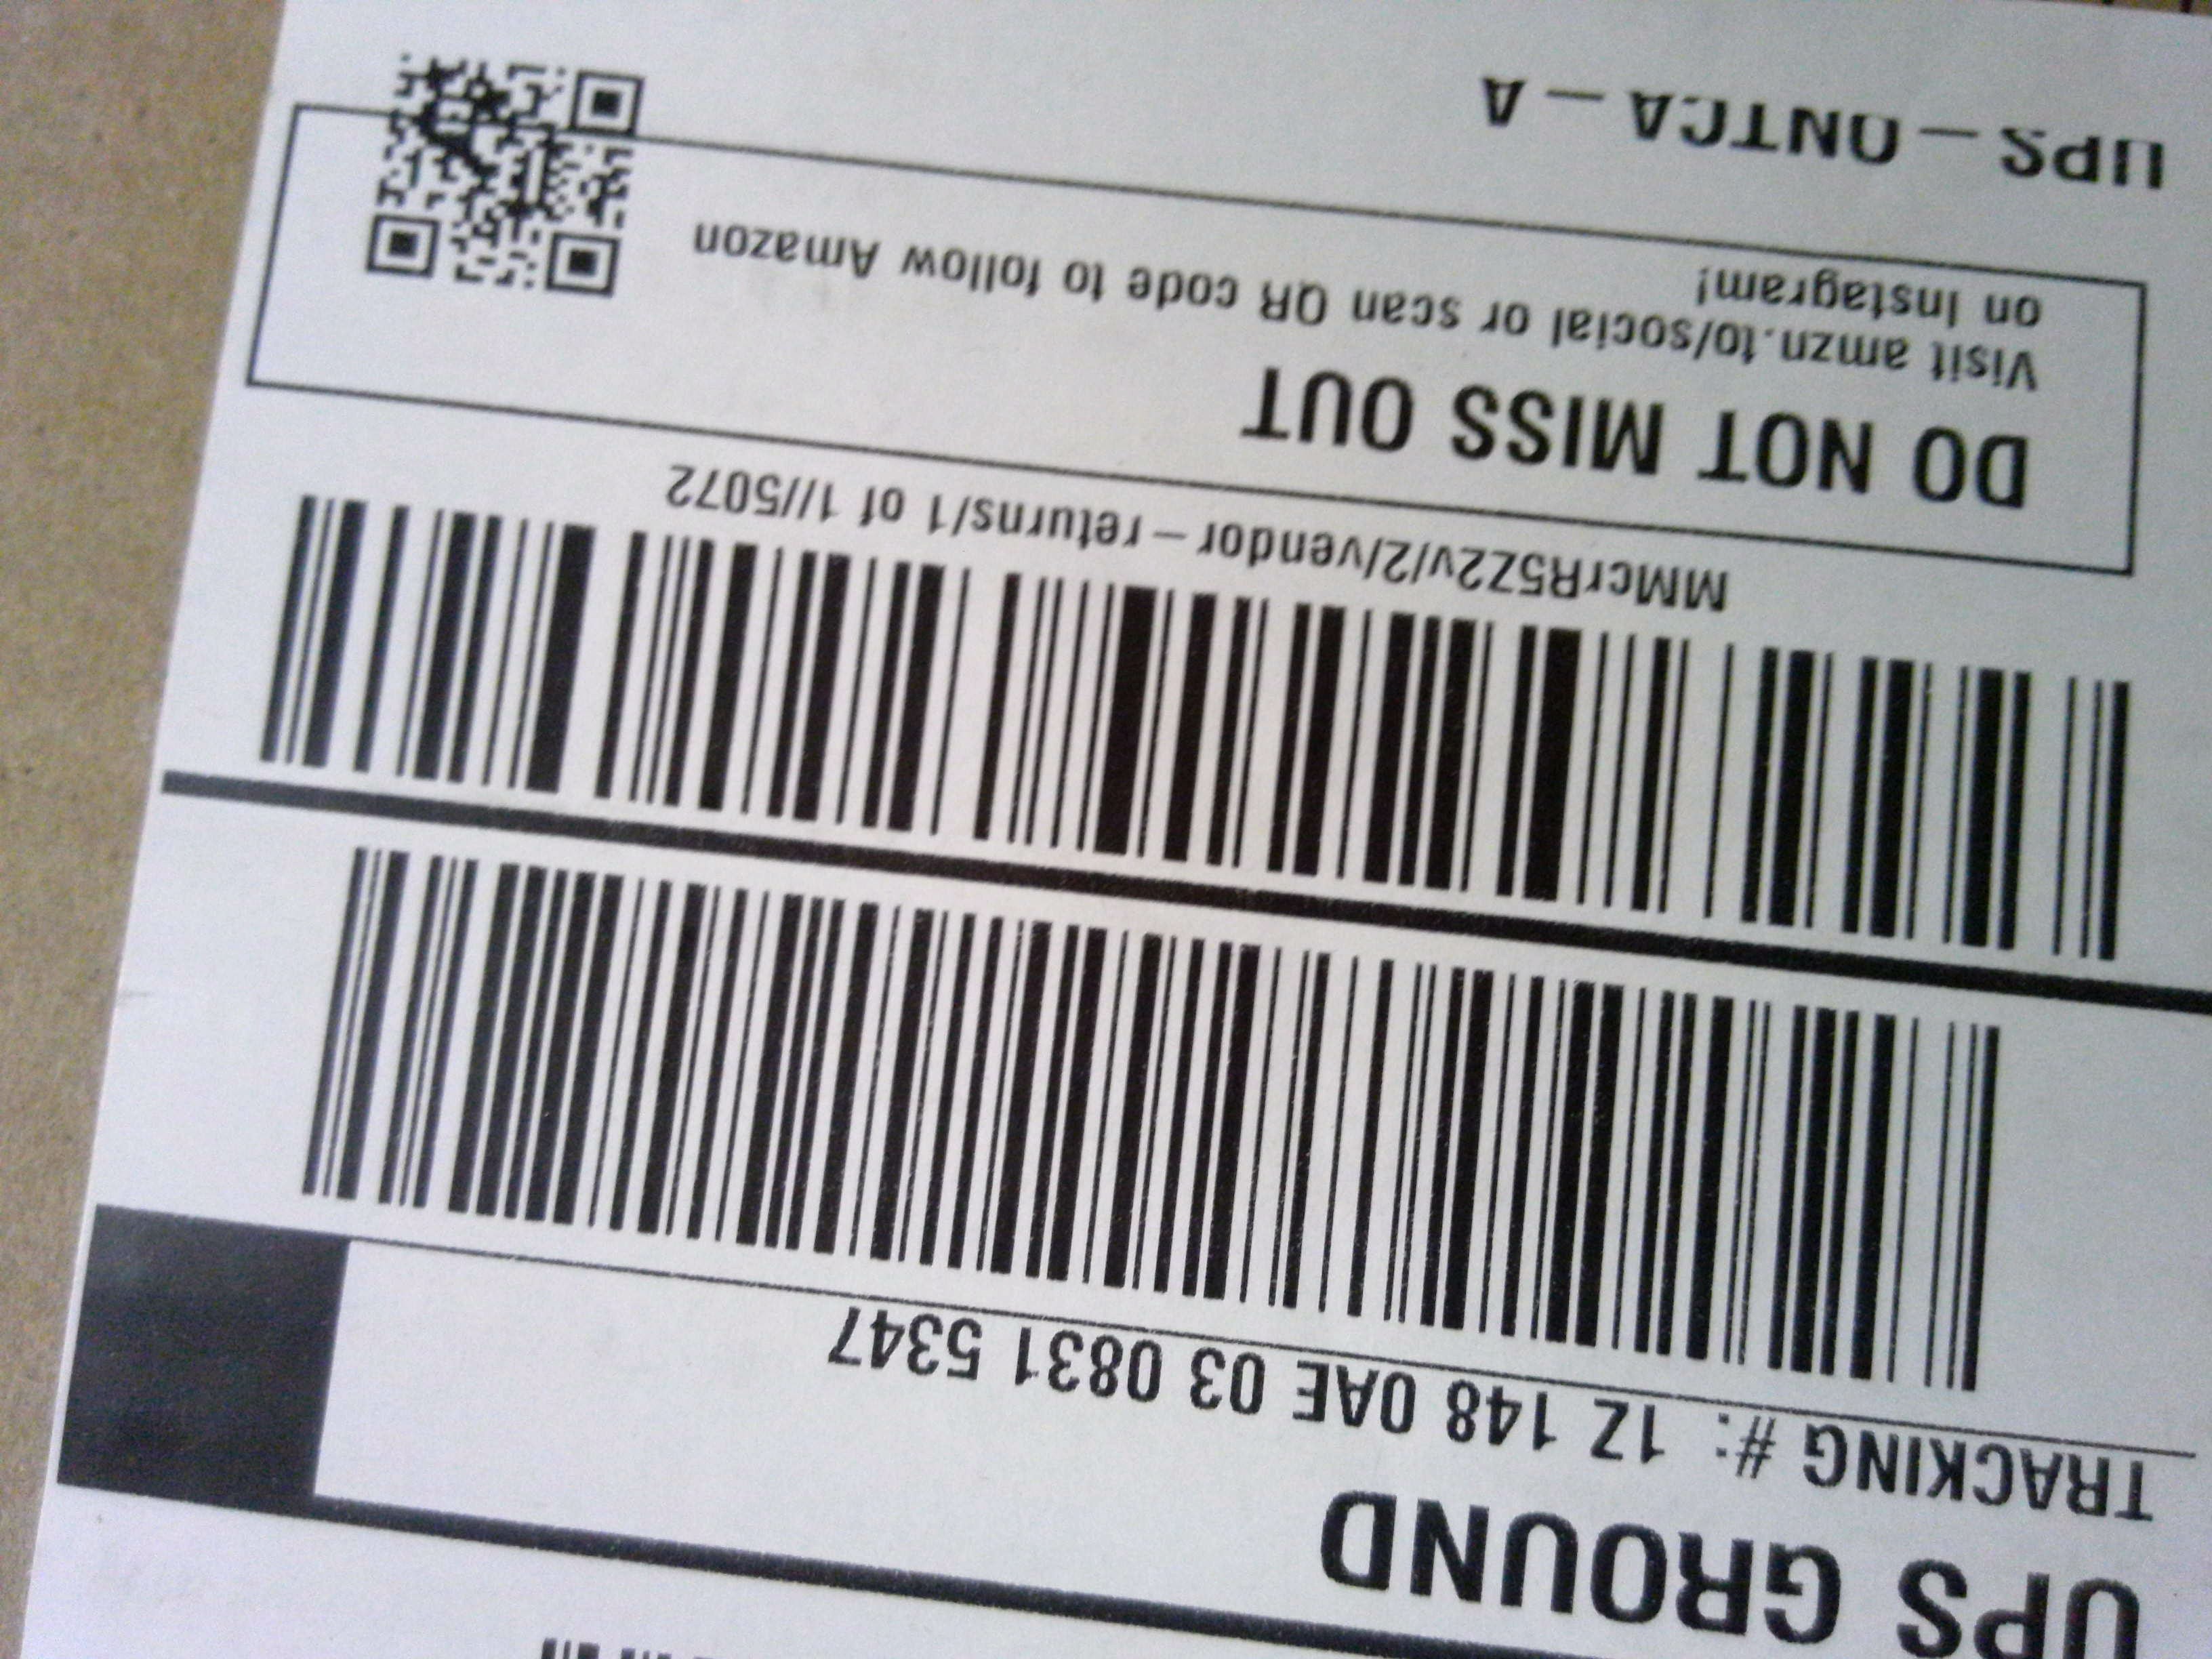 UPS GROUND
TRACKING #: 1Z 148 0AE 03 0831 5347
MMcrR5Z2v/2/vendor-returns/1 of 1//5072
DO NOT MISS OUT
Visit amzn.to/social or scan QR code to follow Amazon
on Instagram!
UPS-ONTCA-A